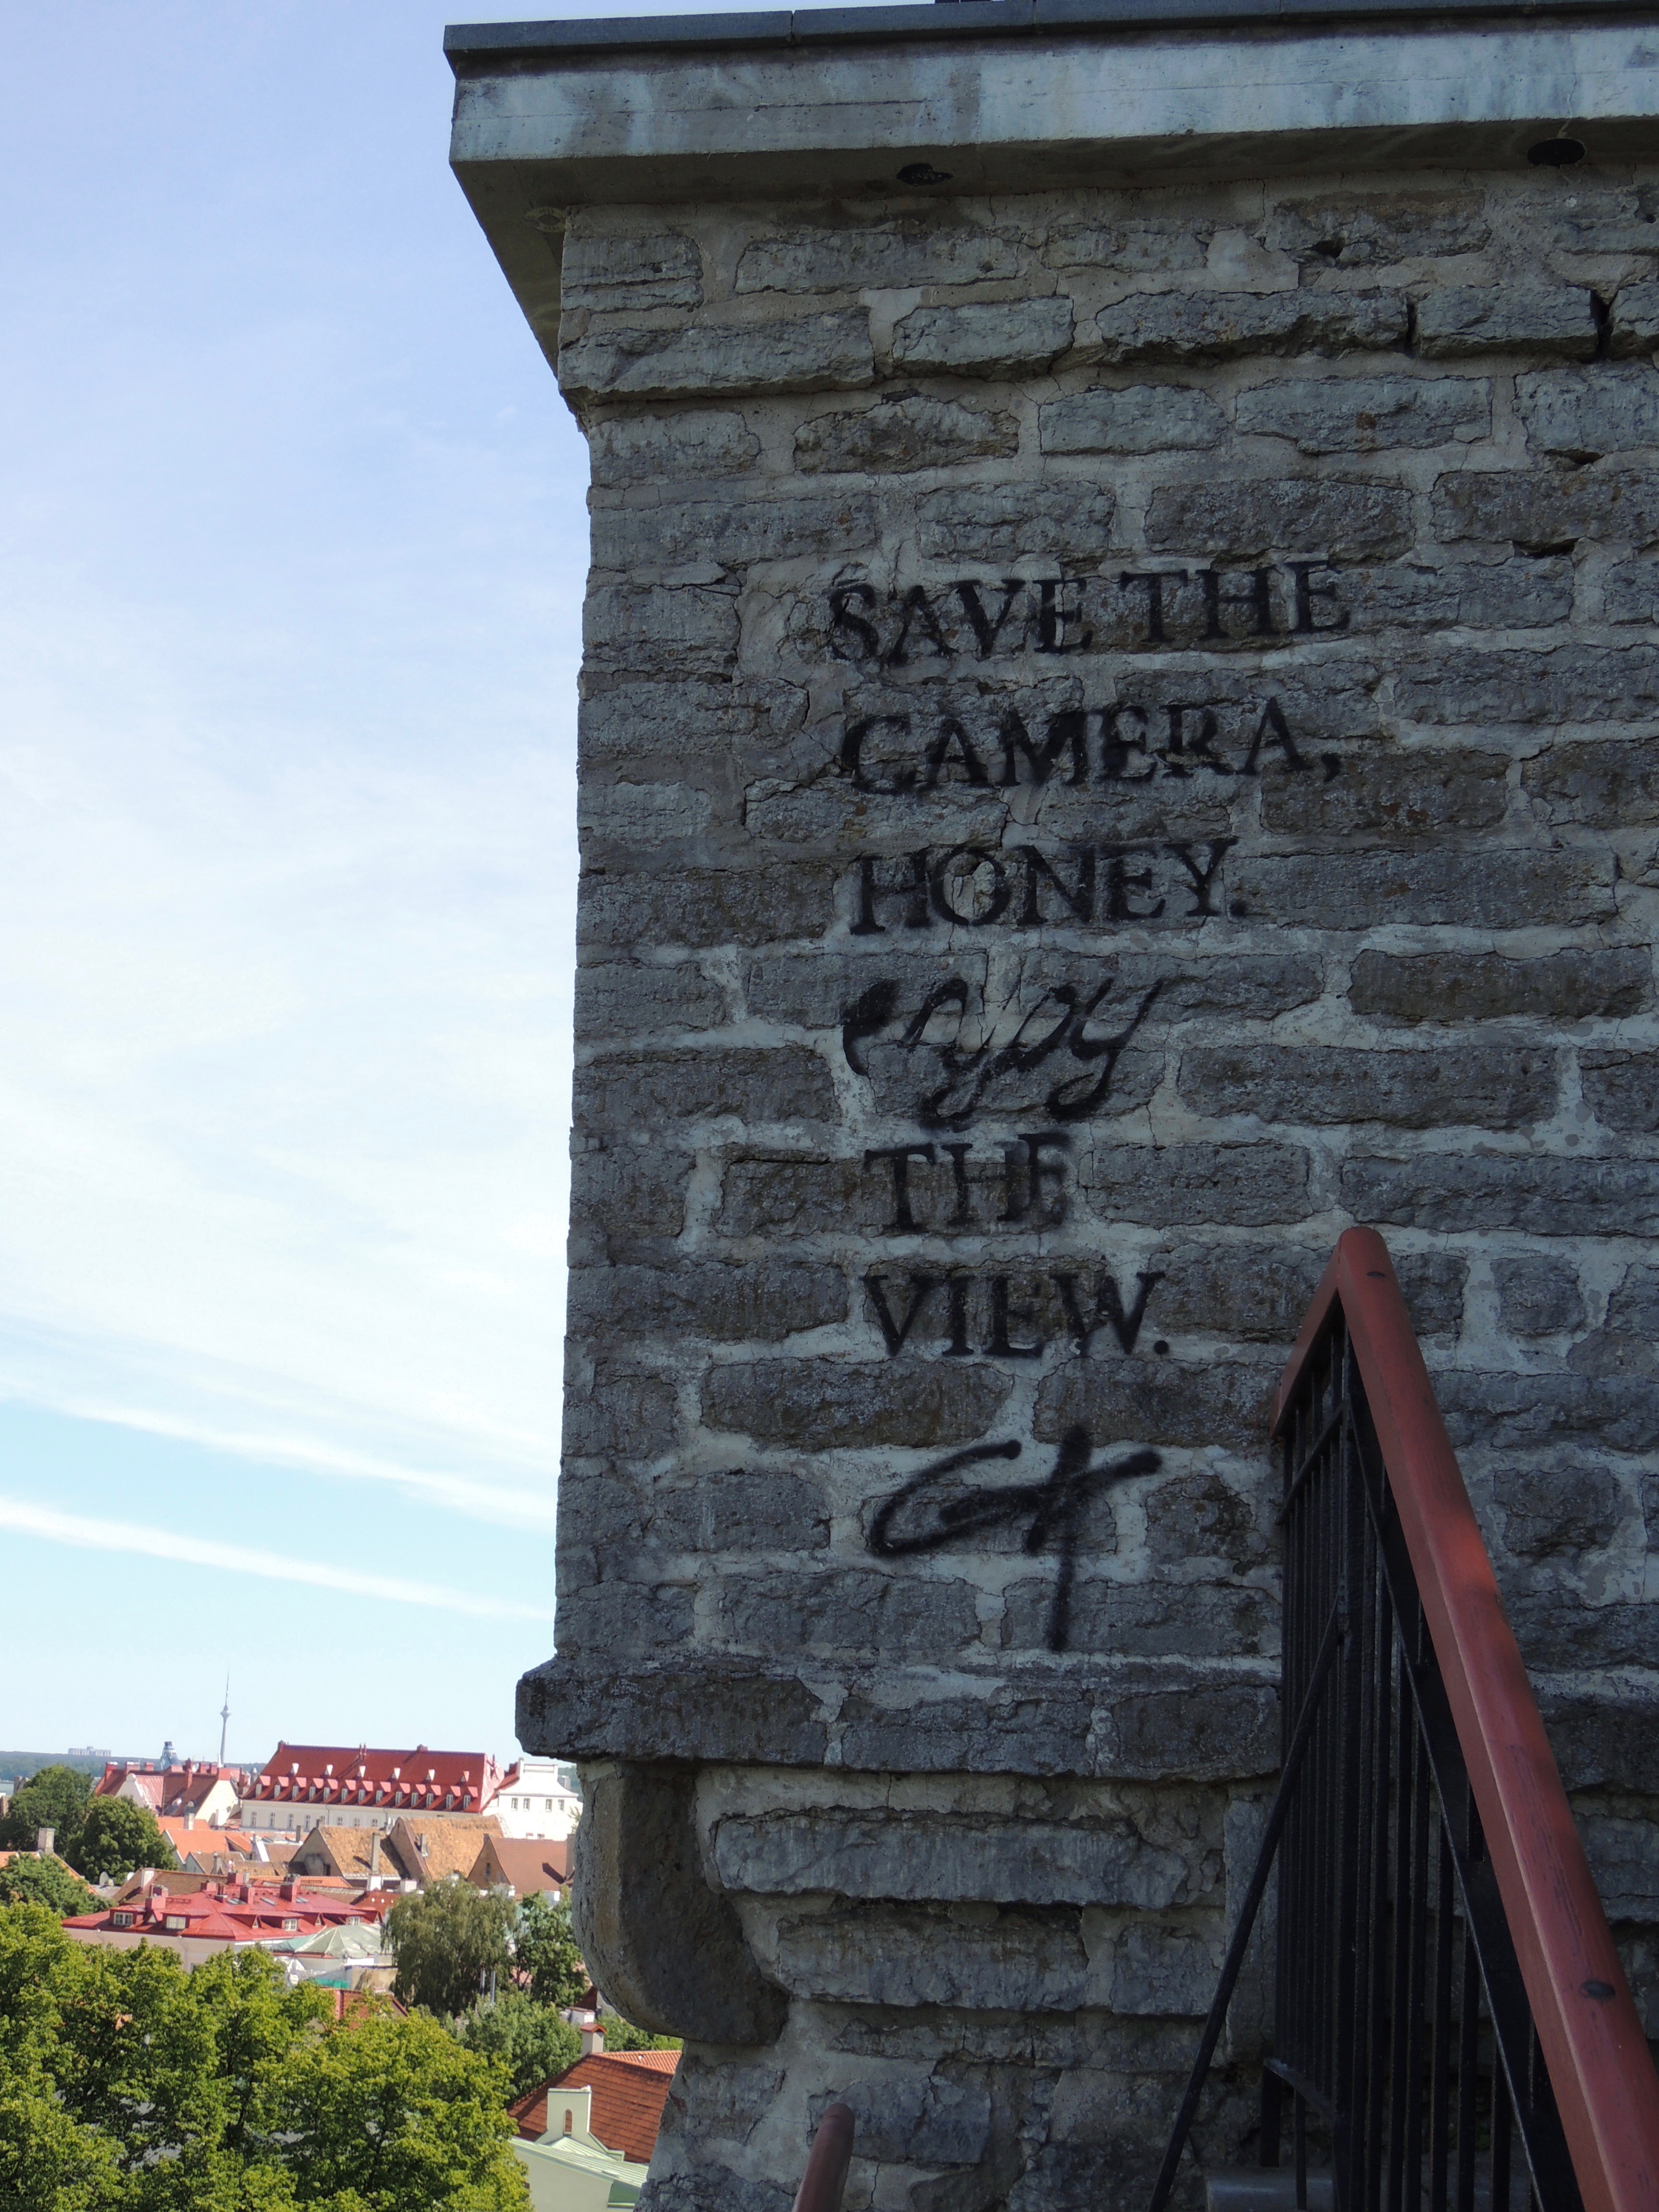 SAVE THE
CAMERA,
HONEY.
enjoy
THE
VIEW.